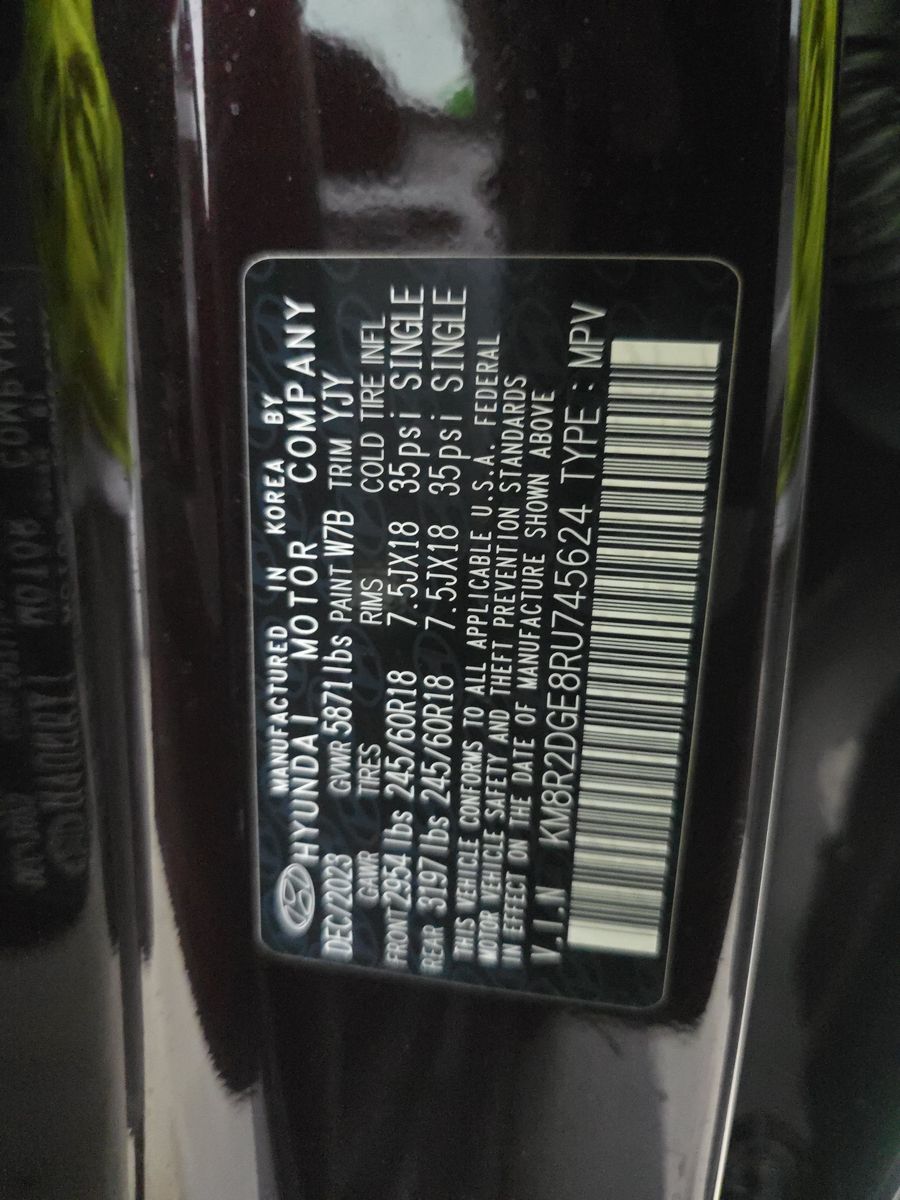 MANUFACTURED IN KOREA BY
HYUNDAI MOTOR COMPANY
DEC/2023 GVWR 5871lbs PAINT W7B TRIM YJY
GAWR TIRES RIMS COLD TIRE INFL
FRONT 2954lbs 245/60R18 7.5JX18 35psi SINGLE
REAR 3197lbs 245/60R18 7.5JX18 35psi SINGLE
THIS VEHICLE CONFORMS TO ALL APPLICABLE U.S.A. FEDERAL
MOTOR VEHICLE SAFETY AND THEFT PREVENTION STANDARDS
IN EFFECT ON THE DATE OF MANUFACTURE SHOWN ABOVE
V.I.N KM8R2DGE8RU745624 TYPE : MPV